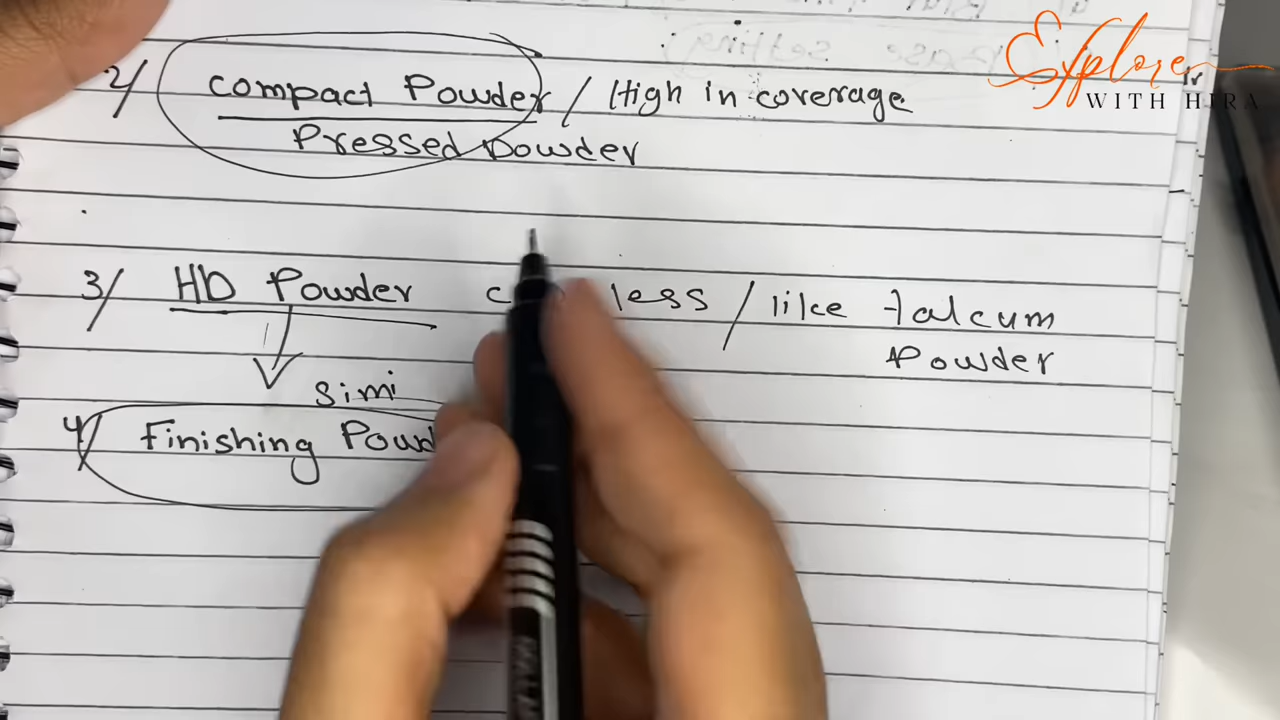 Explore
WITH HIRA
2/ compact Powder / High in coverage
Pressed Powder
3/ HD Powder less / like talcum
Powder
simi
4/ Finishing